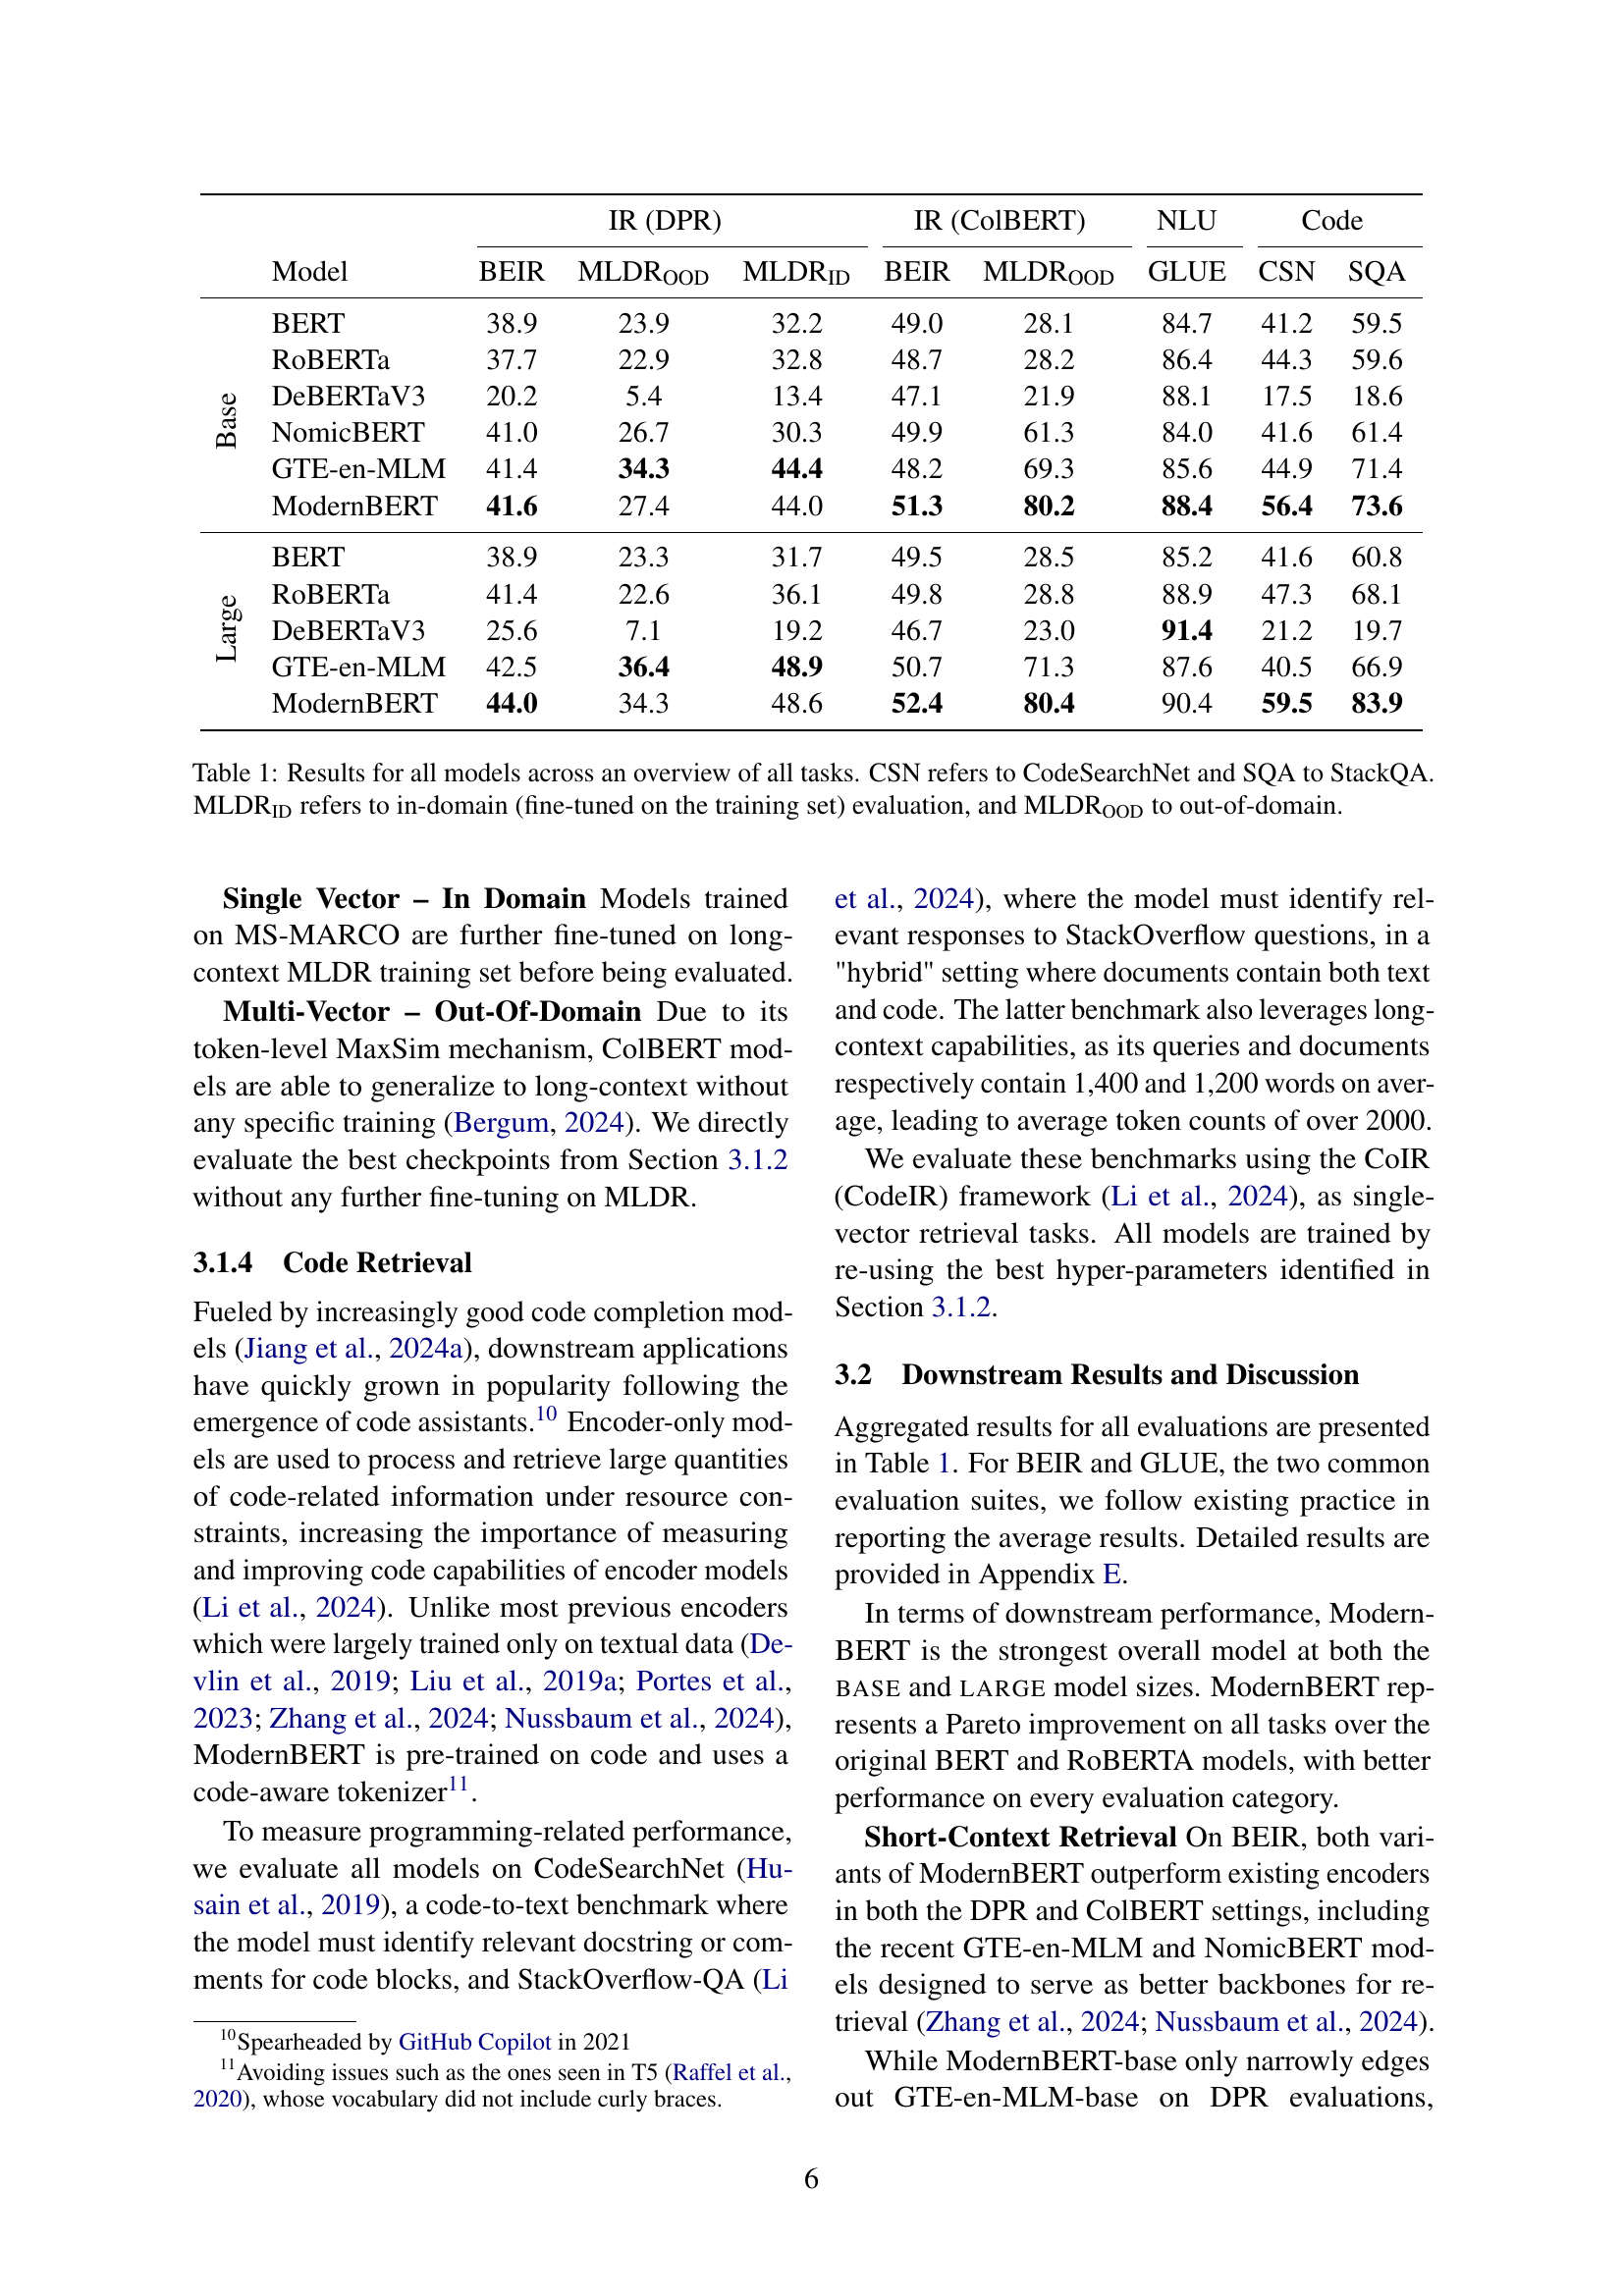 IR (DPR) IR (ColBERT) NLU Code
Model BEIR MLDR_OOD MLDR_ID BEIR MLDR_OOD GLUE CSN SQA
Base
BERT 38.9 23.9 32.2 49.0 28.1 84.7 41.2 59.5
RoBERTa 37.7 22.9 32.8 48.7 28.2 86.4 44.3 59.6
DeBERTaV3 20.2 5.4 13.4 47.1 21.9 88.1 17.5 18.6
NomicBERT 41.0 26.7 30.3 49.9 61.3 84.0 41.6 61.4
GTE-en-MLM 41.4 34.3 44.4 48.2 69.3 85.6 44.9 71.4
ModernBERT 41.6 27.4 44.0 51.3 80.2 88.4 56.4 73.6
Large
BERT 38.9 23.3 31.7 49.5 28.5 85.2 41.6 60.8
RoBERTa 41.4 22.6 36.1 49.8 28.8 88.9 47.3 68.1
DeBERTaV3 25.6 7.1 19.2 46.7 23.0 91.4 21.2 19.7
GTE-en-MLM 42.5 36.4 48.9 50.7 71.3 87.6 40.5 66.9
ModernBERT 44.0 34.3 48.6 52.4 80.4 90.4 59.5 83.9
Table 1: Results for all models across an overview of all tasks. CSN refers to CodeSearchNet and SQA to StackQA.
MLDR_ID refers to in-domain (fine-tuned on the training set) evaluation, and MLDR_OOD to out-of-domain.
Single Vector – In Domain Models trained
on MS-MARCO are further fine-tuned on long-
context MLDR training set before being evaluated.
Multi-Vector – Out-Of-Domain Due to its
token-level MaxSim mechanism, ColBERT mod-
els are able to generalize to long-context without
any specific training (Bergum, 2024). We directly
evaluate the best checkpoints from Section 3.1.2
without any further fine-tuning on MLDR.
3.1.4 Code Retrieval
Fueled by increasingly good code completion mod-
els (Jiang et al., 2024a), downstream applications
have quickly grown in popularity following the
emergence of code assistants.10 Encoder-only mod-
els are used to process and retrieve large quantities
of code-related information under resource con-
straints, increasing the importance of measuring
and improving code capabilities of encoder models
(Li et al., 2024). Unlike most previous encoders
which were largely trained only on textual data (De-
vlin et al., 2019; Liu et al., 2019a; Portes et al.,
2023; Zhang et al., 2024; Nussbaum et al., 2024),
ModernBERT is pre-trained on code and uses a
code-aware tokenizer11.
To measure programming-related performance,
we evaluate all models on CodeSearchNet (Hu-
sain et al., 2019), a code-to-text benchmark where
the model must identify relevant docstring or com-
ments for code blocks, and StackOverflow-QA (Li
10Spearheaded by GitHub Copilot in 2021
11Avoiding issues such as the ones seen in T5 (Raffel et al.,
2020), whose vocabulary did not include curly braces.
et al., 2024), where the model must identify rel-
evant responses to StackOverflow questions, in a
"hybrid" setting where documents contain both text
and code. The latter benchmark also leverages long-
context capabilities, as its queries and documents
respectively contain 1,400 and 1,200 words on aver-
age, leading to average token counts of over 2000.
We evaluate these benchmarks using the CoIR
(CodeIR) framework (Li et al., 2024), as single-
vector retrieval tasks. All models are trained by
re-using the best hyper-parameters identified in
Section 3.1.2.
3.2 Downstream Results and Discussion
Aggregated results for all evaluations are presented
in Table 1. For BEIR and GLUE, the two common
evaluation suites, we follow existing practice in
reporting the average results. Detailed results are
provided in Appendix E.
In terms of downstream performance, Modern-
BERT is the strongest overall model at both the
BASE and LARGE model sizes. ModernBERT rep-
resents a Pareto improvement on all tasks over the
original BERT and RoBERTA models, with better
performance on every evaluation category.
Short-Context Retrieval On BEIR, both vari-
ants of ModernBERT outperform existing encoders
in both the DPR and ColBERT settings, including
the recent GTE-en-MLM and NomicBERT mod-
els designed to serve as better backbones for re-
trieval (Zhang et al., 2024; Nussbaum et al., 2024).
While ModernBERT-base only narrowly edges
out GTE-en-MLM-base on DPR evaluations,
6